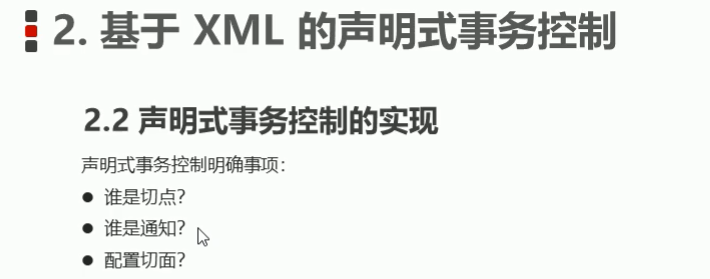 2. 基于 XML 的声明式事务控制
2.2 声明式事务控制的实现
声明式事务控制明确事项：
● 谁是切点？
● 谁是通知？
● 配置切面？